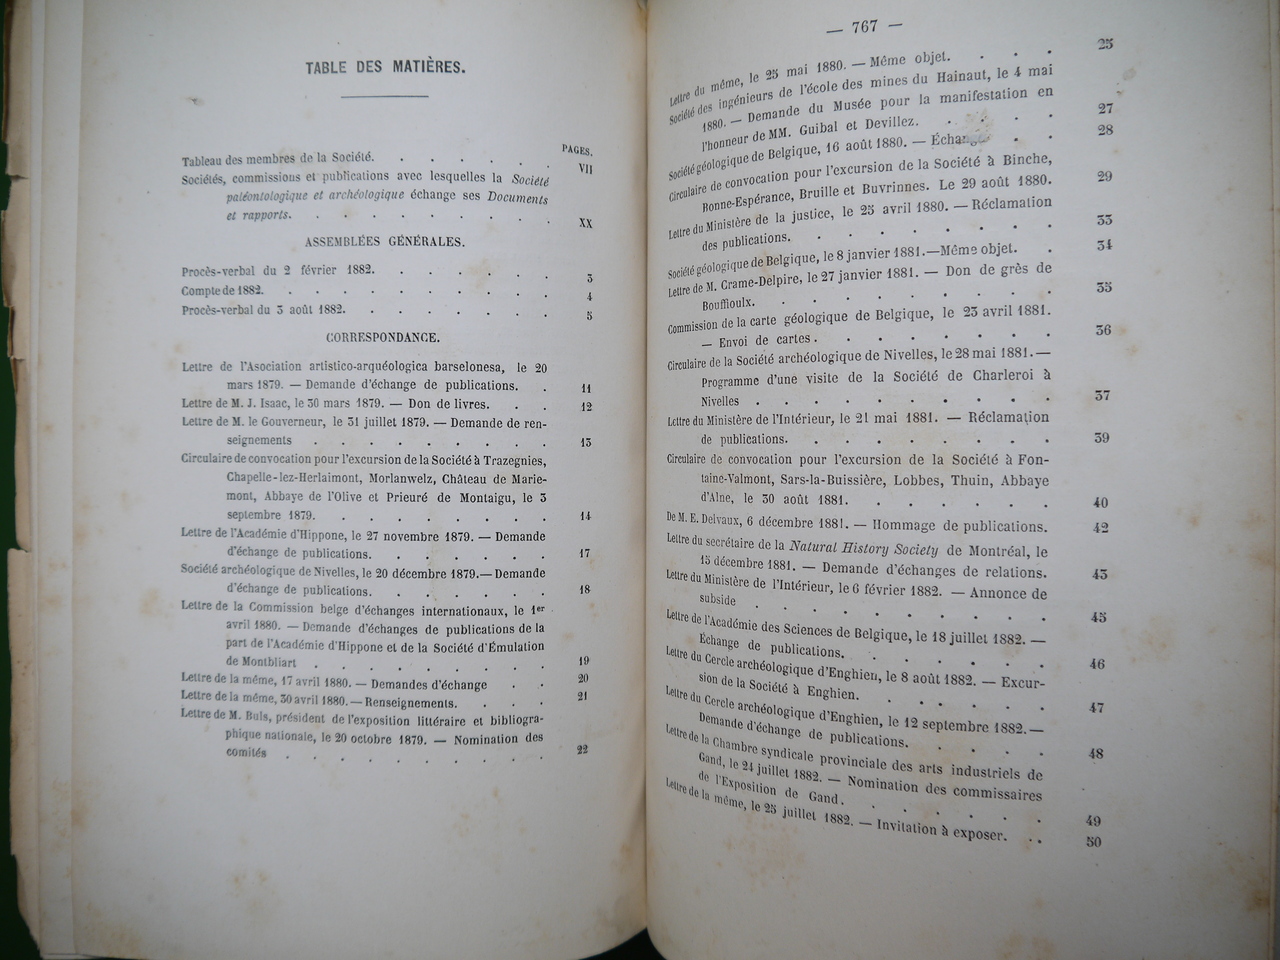 TABLE DES MATIÈRES.
PAGES.
Tableau des membres de la Société. . . . . . . VII
Sociétés, commissions et publications avec lesquelles la Société
paléontologique et archéologique échange ses Documents
et rapports. . . . . . . . . . XX
ASSEMBLÉES GÉNÉRALES.
Procès-verbal du 2 février 1882. . . . . . . 3
Compte de 1882. . . . . . . . . . . 4
Procès-verbal du 3 août 1882. . . . . . . . 5
CORRESPONDANCE.
Lettre de l'Asociation artistico-arquéologica barselonesa, le 20
mars 1879. — Demande d'échange de publications. . . 11
Lettre de M. J. Isaac, le 30 mars 1879. — Don de livres. . . 12
Lettre de M. le Gouverneur, le 31 juillet 1879. — Demande de ren-
seignements . . . . . . . . . 13
Circulaire de convocation pour l'excursion de la Société à Trazegnies,
Chapelle-lez-Herlaimont, Morlanwelz, Château de Marie-
mont, Abbaye de l'Olive et Prieuré de Montaigu, le 3
septembre 1879. . . . . . . . . 14
Lettre de l'Académie d'Hippone, le 27 novembre 1879. — Demande
d'échange de publications. . . . . . . 17
Société archéologique de Nivelles, le 20 décembre 1879.— Demande
d'échange de publications. . . . . . . 18
Lettre de la Commission belge d'échanges internationaux, le 1er
avril 1880. — Demande d'échanges de publications de la
part de l'Académie d'Hippone et de la Société d'Émulation
de Montbliart . . . . . . . . . 19
Lettre de la même, 17 avril 1880. — Demandes d'échange . . 20
Lettre de la même, 30 avril 1880. — Renseignements. . . . 21
Lettre de M. Buls, président de l'exposition littéraire et bibliogra-
phique nationale, le 20 octobre 1879. — Nomination des
comités . . . . . . . . . . 22
— 767 —
Lettre du même, le 25 mai 1880. — Même objet. . . . 25
Société des ingénieurs de l'école des mines du Hainaut, le 4 mai
1880. — Demande du Musée pour la manifestation en
l'honneur de MM. Guibal et Devillez. . . . . 27
Société géologique de Belgique, 16 août 1880. — Échange . . 28
Circulaire de convocation pour l'excursion de la Société à Binche,
Bonne-Espérance, Bruille et Buvrinnes. Le 29 août 1880. 29
Lettre du Ministère de la justice, le 25 avril 1880. — Réclamation
des publications. . . . . . . . . 33
Société géologique de Belgique, le 8 janvier 1881. — Même objet. . 34
Lettre de M. Crame-Delpire, le 27 janvier 1881. — Don de grès de
Bouffioulx. . . . . . . . . . 35
Commission de la carte géologique de Belgique, le 23 avril 1881.
— Envoi de cartes . . . . . . . . 36
Circulaire de la Société archéologique de Nivelles, le 28 mai 1881. —
Programme d'une visite de la Société de Charleroi à
Nivelles . . . . . . . . . . 37
Lettre du Ministère de l'Intérieur, le 21 mai 1881. — Réclamation
de publications. . . . . . . . . 39
Circulaire de convocation pour l'excursion de la Société à Fon-
taine-Valmont, Sars-la-Buissière, Lobbes, Thuin, Abbaye
d'Alne, le 30 août 1881. . . . . . . 40
De M. E. Delvaux, 6 décembre 1881. — Hommage de publications. 42
Lettre du secrétaire de la Natural History Society de Montréal, le
15 décembre 1881. — Demande d'échanges de relations. 43
Lettre du Ministère de l'Intérieur, le 6 février 1882. — Annonce de
subside . . . . . . . . . . 45
Lettre de l'Académie des Sciences de Belgique, le 18 juillet 1882. —
Échange de publications. . . . . . . . 46
Lettre du Cercle archéologique d'Enghien, le 8 août 1882. — Excur-
sion de la Société à Enghien. . . . . . . 47
Lettre du Cercle archéologique d'Enghien, le 12 septembre 1882. —
Demande d'échange de publications. . . . . . 48
Lettre de la Chambre syndicale provinciale des arts industriels de
Gand, le 24 juillet 1882. — Nomination des commissaires
de l'Exposition de Gand. . . . . . . . 49
Lettre de la même, le 25 juillet 1882. — Invitation à exposer. . . 50